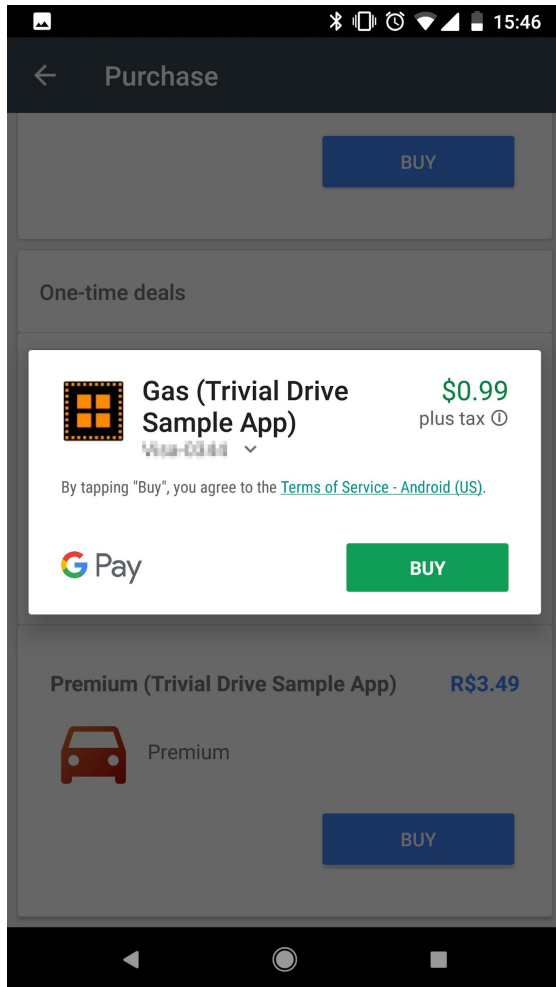 15:46
Purchase
BUY
One-time deals
Gas (Trivial Drive
Sample App)
$0.99
plus tax
By tapping "Buy", you agree to the Terms of Service - Android (US).
G Pay
BUY
Premium (Trivial Drive Sample App)
R$3.49
Premium
BUY